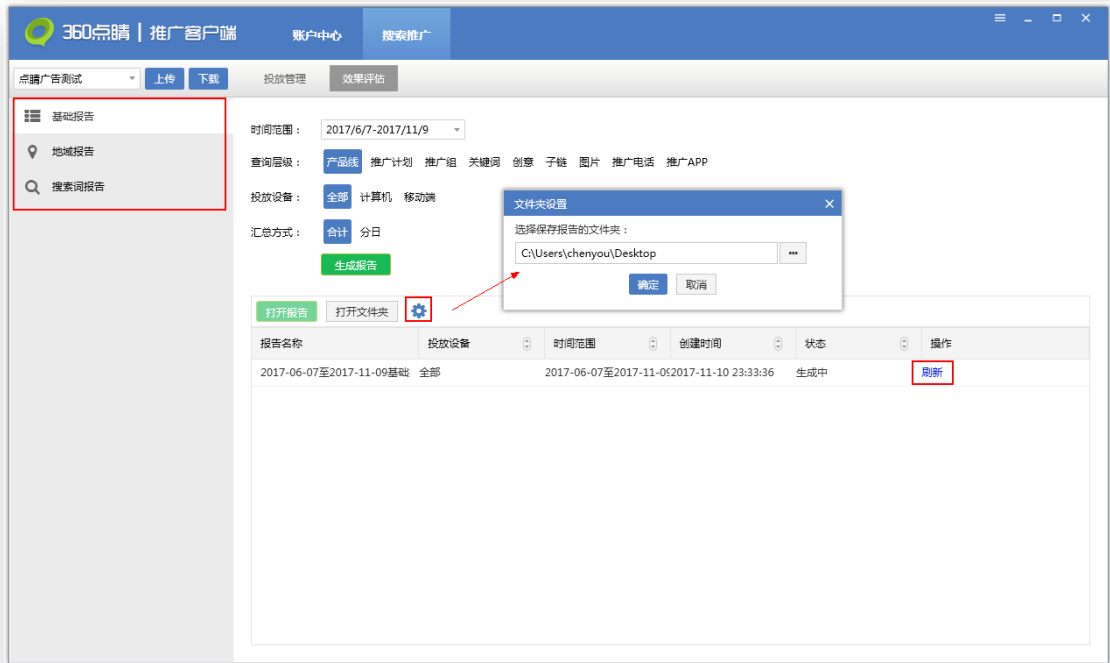 360点睛 | 推广客户端 账户中心 搜索推广
点睛广告测试 上传 下载 投放管理 效果评估
基础报告
地域报告
搜索词报告
时间范围： 2017/6/7-2017/11/9
查询层级： 产品线 推广计划 推广组 关键词 创意 子链 图片 推广电话 推广APP
投放设备： 全部 计算机 移动端
汇总方式： 合计 分日
生成报告
文件夹设置
选择保存报告的文件夹：
C:\Users\chenyou\Desktop ...
确定 取消
打开报告 打开文件夹
报告名称 投放设备 时间范围 创建时间 状态 操作
2017-06-07至2017-11-09基础 全部 2017-06-07至2017-11-09 2017-11-10 23:33:36 生成中 刷新